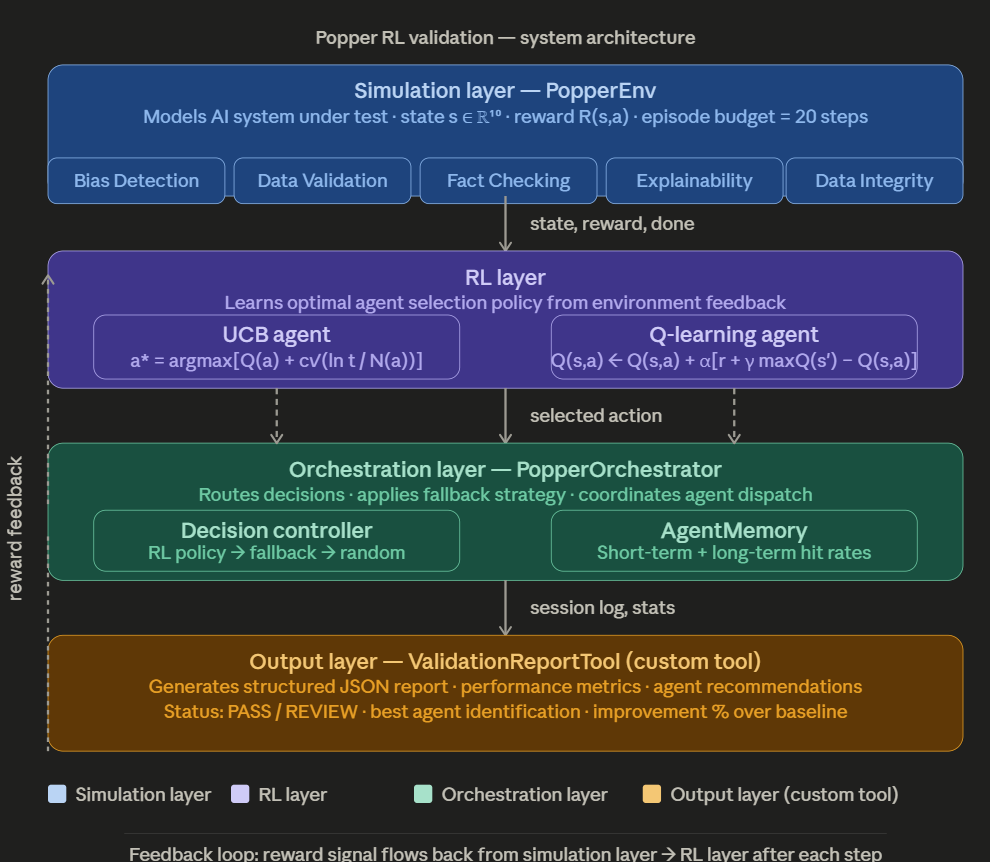 Popper RL validation — system architecture
Simulation layer — PopperEnv
Models AI system under test · state s ∈ ℝ¹⁰ · reward R(s,a) · episode budget = 20 steps
Bias Detection
Data Validation
Fact Checking
Explainability
Data Integrity
state, reward, done
RL layer
Learns optimal agent selection policy from environment feedback
UCB agent
a* = argmax[Q(a) + c√(ln t / N(a))]
Q-learning agent
Q(s,a) ← Q(s,a) + α[r + γ maxQ(s′) − Q(s,a)]
selected action
reward feedback
Orchestration layer — PopperOrchestrator
Routes decisions · applies fallback strategy · coordinates agent dispatch
Decision controller
RL policy → fallback → random
AgentMemory
Short-term + long-term hit rates
session log, stats
Output layer — ValidationReportTool (custom tool)
Generates structured JSON report · performance metrics · agent recommendations
Status: PASS / REVIEW · best agent identification · improvement % over baseline
Simulation layer
RL layer
Orchestration layer
Output layer (custom tool)
Feedback loop: reward signal flows back from simulation layer → RL layer after each step